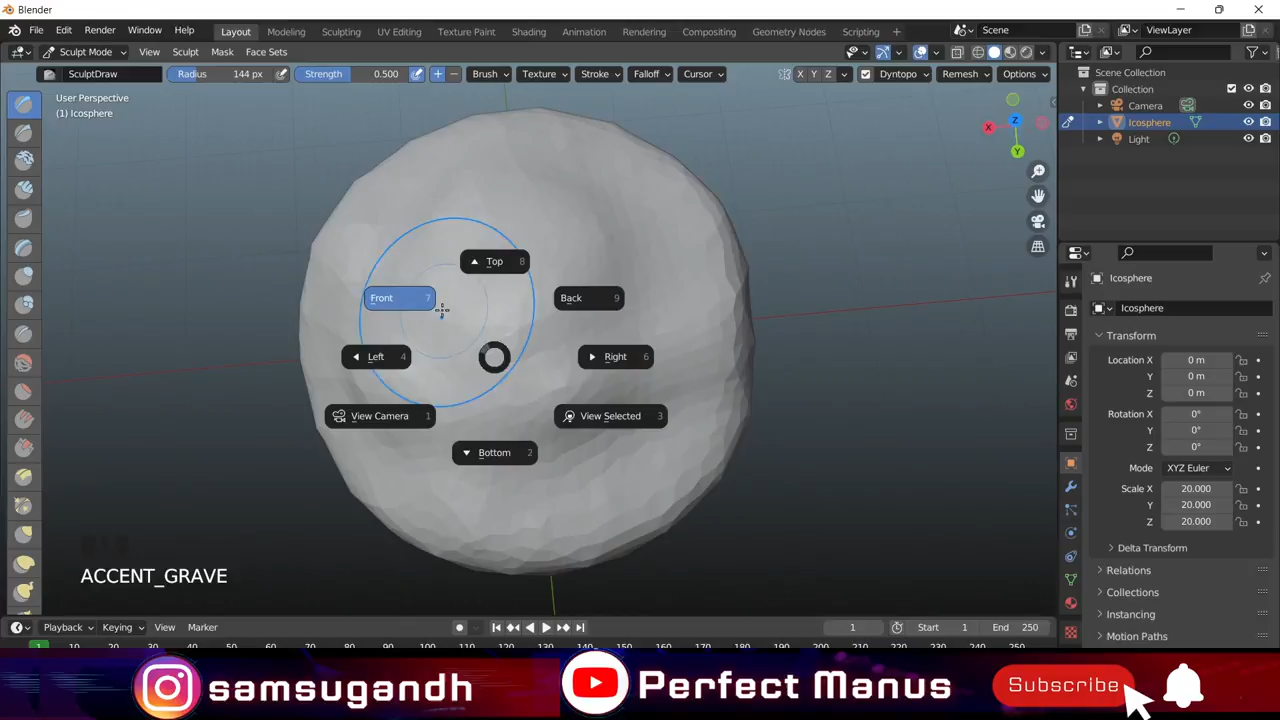 Blender
File Edit Render Window Help Layout Modeling Sculpting UV Editing Texture Paint Shading Animation Rendering Compositing Geometry Nodes Scripting Scene ViewLayer
Sculpt Mode View Sculpt Mask Face Sets
SculptDraw Radius 144 px Strength 0.500 Brush Texture Stroke Falloff Cursor X Y Z Dyntopo Remesh Options
User Perspective
(1) Icosphere
Scene Collection
Collection
Camera
Icosphere
Light
X Z Y
Top 8
Front 7
Back 9
Left 4
Right 6
View Camera 1
View Selected 3
Bottom 2
ACCENT_GRAVE
Icosphere
Icosphere
Transform
Location X 0 m
Y 0 m
Z 0 m
Rotation X 0°
Y 0°
Z 0°
Mode XYZ Euler
Scale X 20.000
Y 20.000
Z 20.000
Delta Transform
Relations
Collections
Instancing
Motion Paths
Playback Keying View Marker 1 Start 1 End 250
1
samsugandh
Perfect Manus
Subscribe